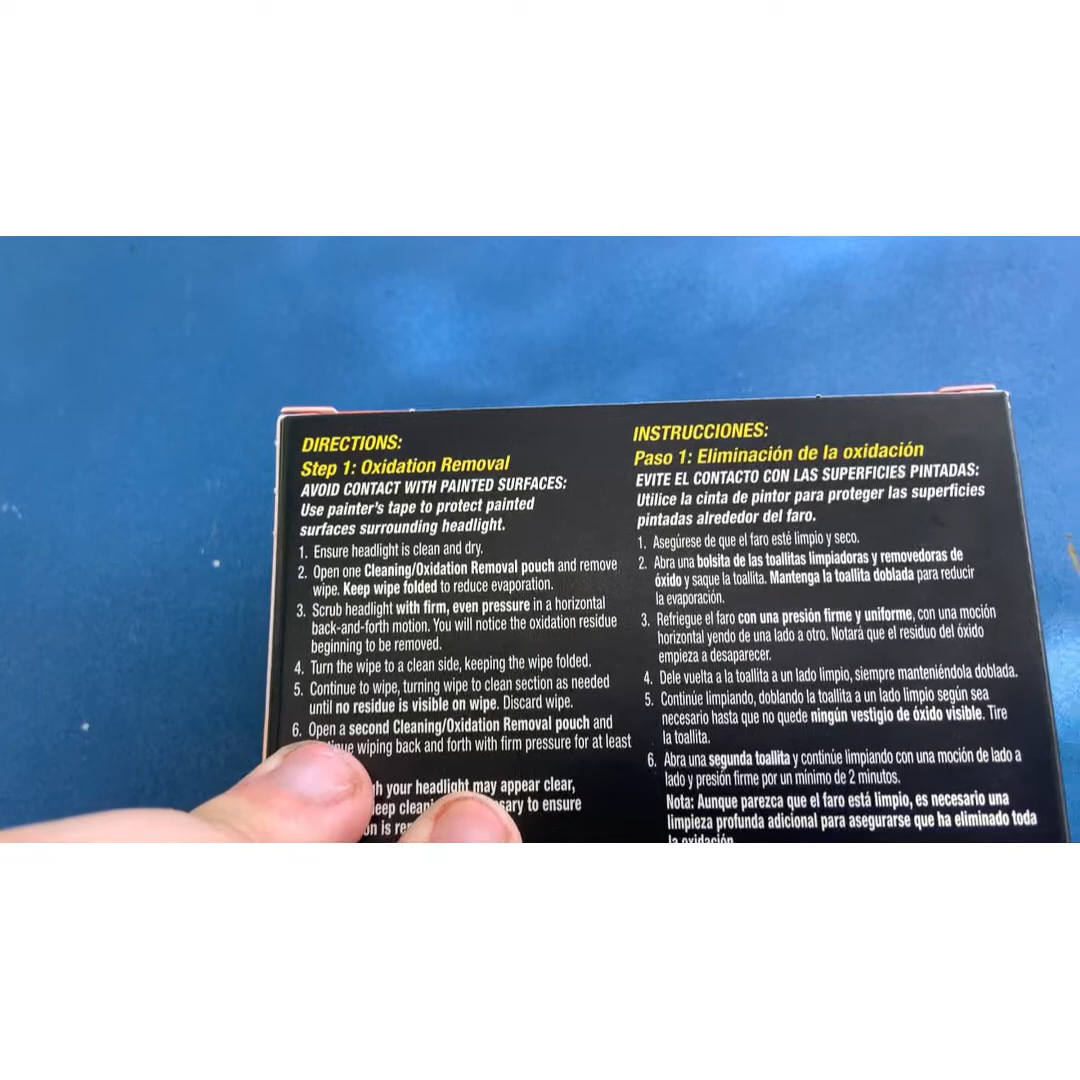 DIRECTIONS:
Step 1: Oxidation Removal
AVOID CONTACT WITH PAINTED SURFACES:
Use painter's tape to protect painted
surfaces surrounding headlight.
1. Ensure headlight is clean and dry.
2. Open one Cleaning/Oxidation Removal pouch and remove
wipe. Keep wipe folded to reduce evaporation.
3. Scrub headlight with firm, even pressure in a horizontal
back-and-forth motion. You will notice the oxidation residue
beginning to be removed.
4. Turn the wipe to a clean side, keeping the wipe folded.
5. Continue to wipe, turning wipe to clean section as needed
until no residue is visible on wipe. Discard wipe.
6. Open a second Cleaning/Oxidation Removal pouch and
wiping back and forth with firm pressure for at least
your headlight may appear clear,
to ensure
is
INSTRUCCIONES:
Paso 1: Eliminación de la oxidación
EVITE EL CONTACTO CON LAS SUPERFICIES PINTADAS:
Utilice la cinta de pintor para proteger las superficies
pintadas alrededor del faro.
1. Asegúrese de que el faro esté limpio y seco.
2. Abra una bolsita de las toallitas limpiadoras y removedoras de
óxido y saque la toallita. Mantenga la toallita doblada para reducir
la evaporación.
3. Refriegue el faro con una presión firme y uniforme, con una moción
horizontal yendo de una lado a otro. Notará que el residuo del óxido
empieza a desaparecer.
4. Dele vuelta a la toallita a un lado limpio, siempre manteniéndola doblada.
5. Continúe limpiando, doblando la toallita a un lado limpio según sea
necesario hasta que no quede ningún vestigio de óxido visible. Tire
la toallita.
6. Abra una segunda toallita y continúe limpiando con una moción de lado a
lado y presión firme por un mínimo de 2 minutos.
Nota: Aunque parezca que el faro está limpio, es necesario una
limpieza profunda adicional para asegurarse que ha eliminado toda
la oxidación